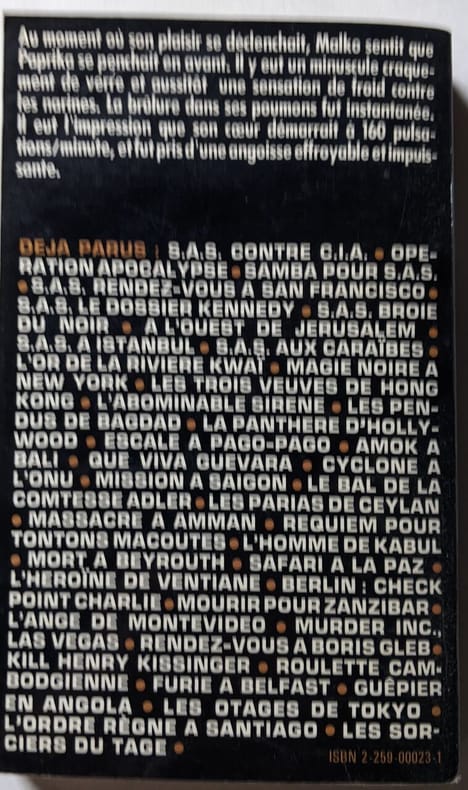 Au moment où son plaisir se déclenchait, Malko sentit que
Paprika se penchait en avant. Il y eut un minuscule craque-
ment de verre et aussitôt une sensation de froid contre
les narines. La brûlure dans ses poumons fut instantanée.
Il eut l'impression que son cœur démarrait à 160 pulsa-
tions/minute, et fut pris d'une angoisse effroyable et impuis-
sante.
DEJA PARUS : S.A.S. CONTRE C.I.A. • OPE-
RATION APOCALYPSE • SAMBA POUR S.A.S.
• S.A.S. RENDEZ-VOUS A SAN FRANCISCO •
S.A.S. LE DOSSIER KENNEDY • S.A.S. BROIE
DU NOIR • A L'OUEST DE JERUSALEM •
S.A.S. A ISTANBUL • S.A.S. AUX CARAÏBES •
L'OR DE LA RIVIERE KWAÏ • MAGIE NOIRE A
NEW YORK • LES TROIS VEUVES DE HONG
KONG • L'ABOMINABLE SIRENE • LES PEN-
DUS DE BAGDAD • LA PANTHERE D'HOLLY-
WOOD • ESCALE A PAGO-PAGO • AMOK A
BALI • QUE VIVA GUEVARA • CYCLONE A
L'ONU • MISSION A SAIGON • LE BAL DE LA
COMTESSE ADLER • LES PARIAS DE CEYLAN
• MASSACRE A AMMAN • REQUIEM POUR
TONTONS MACOUTES • L'HOMME DE KABUL
• MORT A BEYROUTH • SAFARI A LA PAZ •
L'HEROÏNE DE VENTIANE • BERLIN : CHECK
POINT CHARLIE • MOURIR POUR ZANZIBAR •
L'ANGE DE MONTEVIDEO • MURDER INC.,
LAS VEGAS • RENDEZ-VOUS A BORIS GLEB •
KILL HENRY KISSINGER • ROULETTE CAM-
BODGIENNE • FURIE A BELFAST • GUÊPIER
EN ANGOLA • LES OTAGES DE TOKYO •
L'ORDRE RÈGNE A SANTIAGO • LES SOR-
CIERS DU TAGE •
ISBN 2-259-00023-1